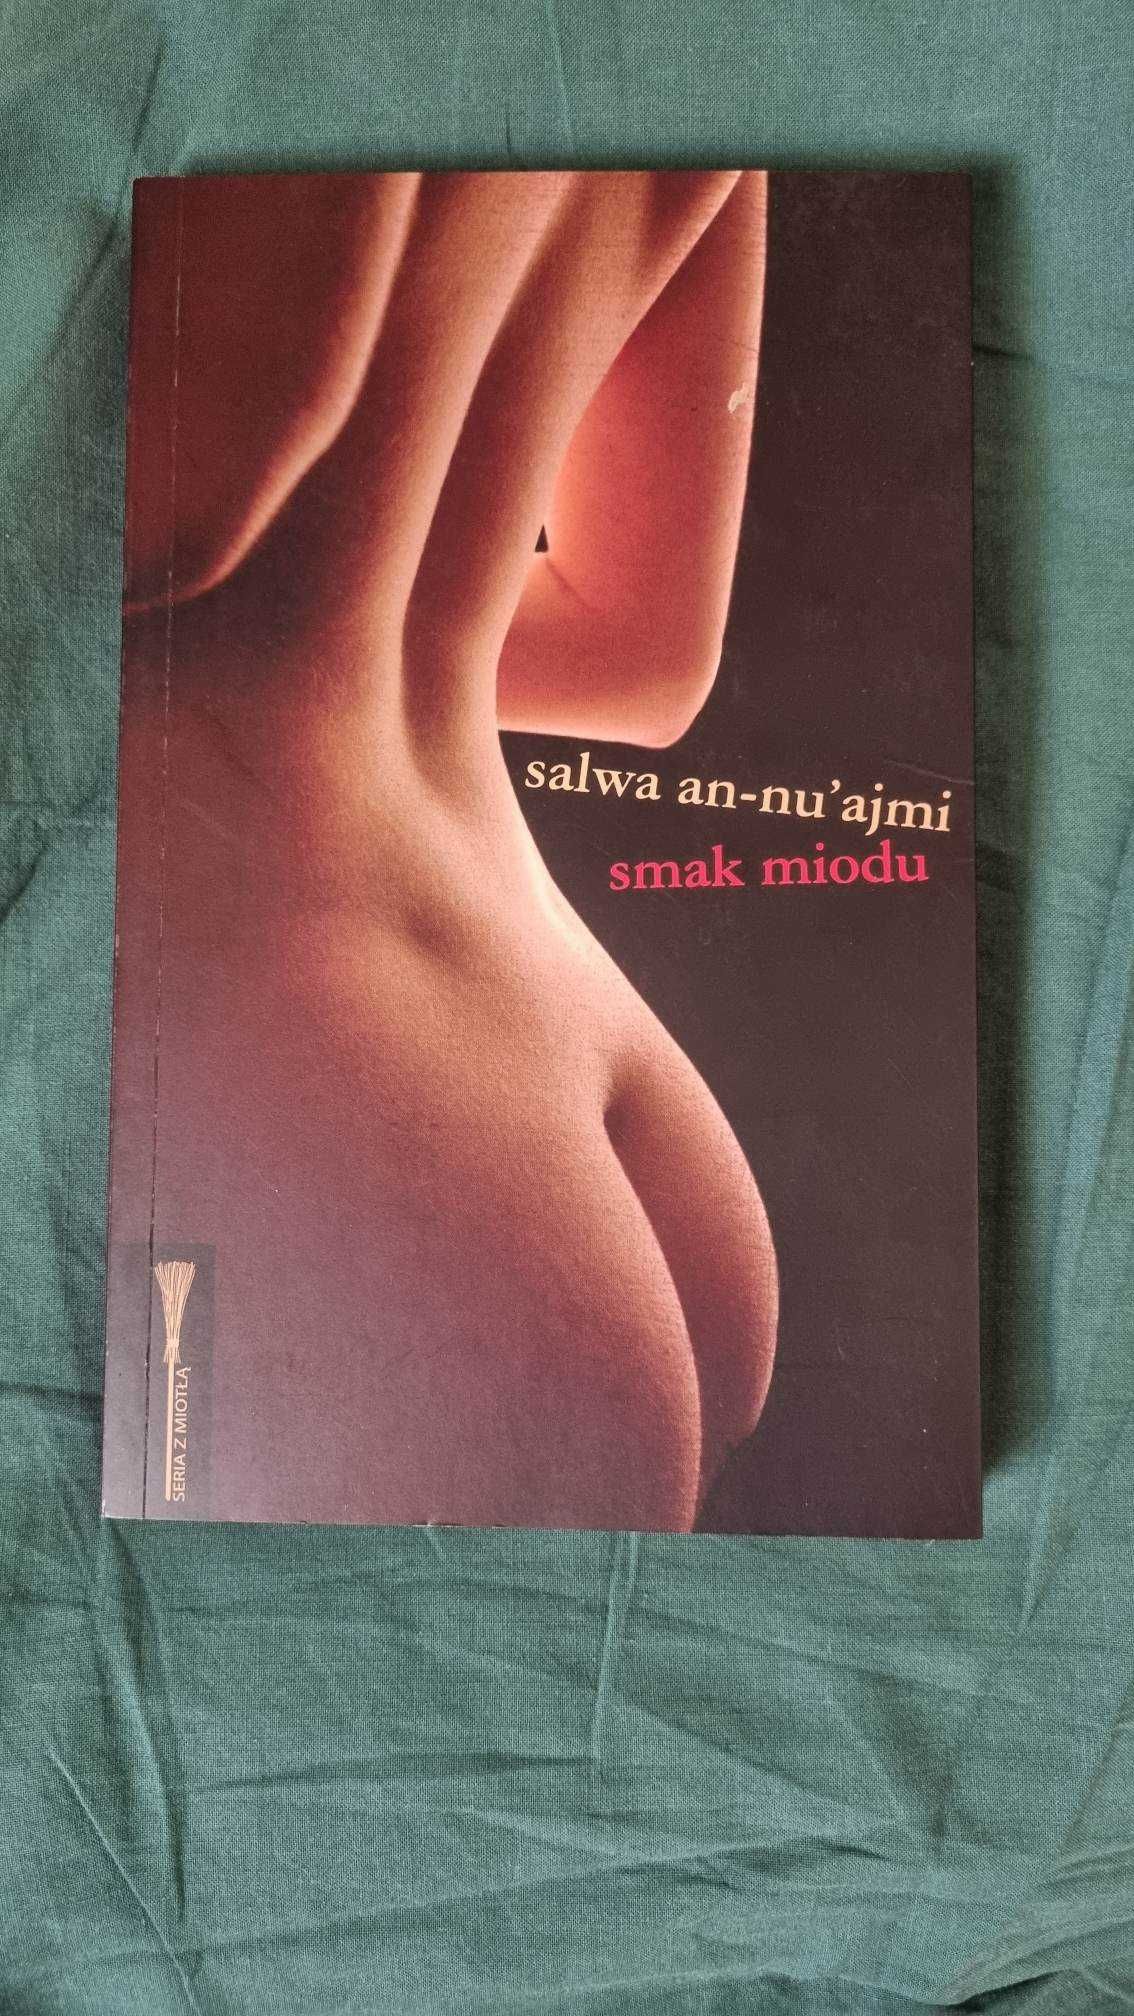 salwa an-nu'ajmi
smak miodu
SERIA Z MIOTŁĄ